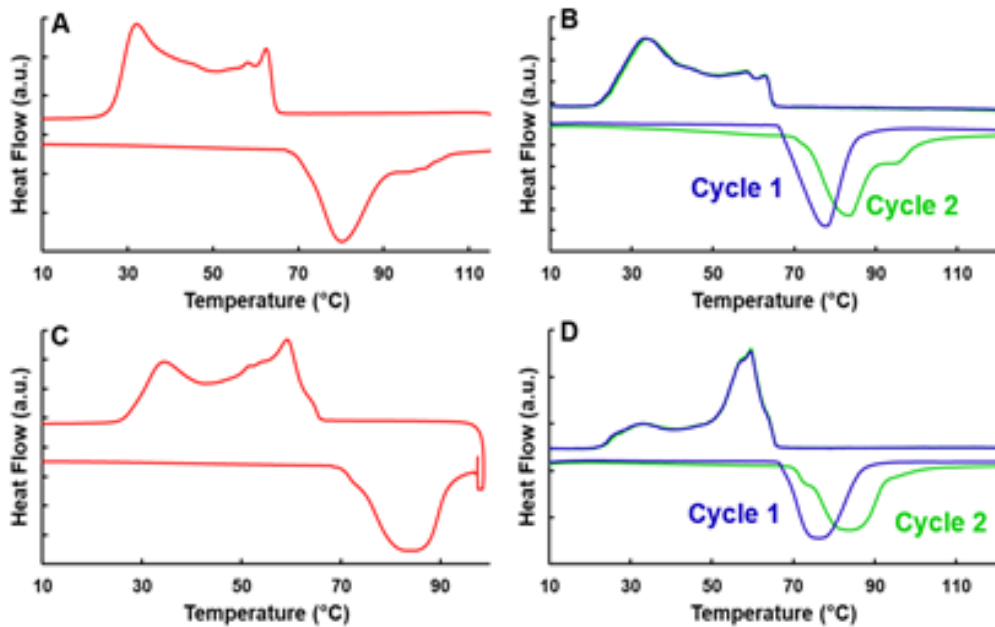 A
Heat Flow (a.u.)
10 30 50 70 90 110
Temperature (°C)
B
Heat Flow (a.u.)
Cycle 1
Cycle 2
10 30 50 70 90 110
Temperature (°C)
C
Heat Flow (a.u.)
10 30 50 70 90
Temperature (°C)
D
Heat Flow (a.u.)
Cycle 1
Cycle 2
10 30 50 70 90 110
Temperature (°C)